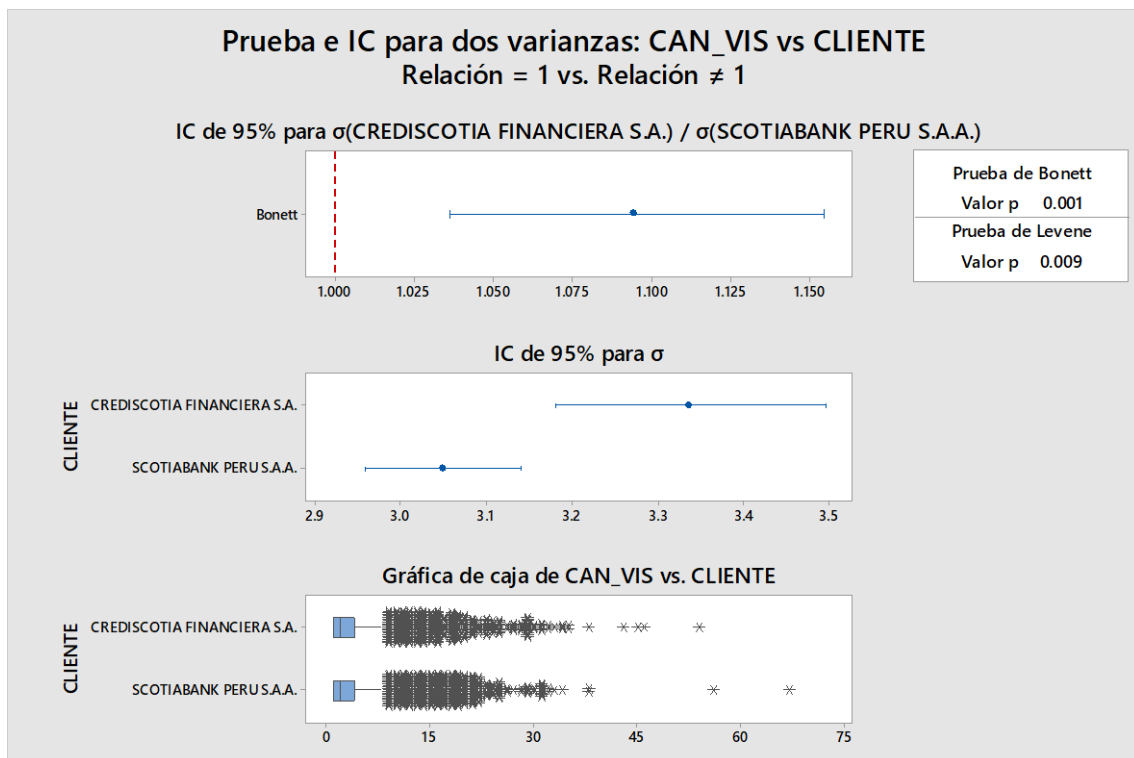 Prueba e IC para dos varianzas: CAN_VIS vs CLIENTE
Relación = 1 vs. Relación ≠ 1
IC de 95% para σ(CREDISCOTIA FINANCIERA S.A.) / σ(SCOTIABANK PERU S.A.A.)
Bonett
1.000 1.025 1.050 1.075 1.100 1.125 1.150
Prueba de Bonett
Valor p 0.001
Prueba de Levene
Valor p 0.009
IC de 95% para σ
CLIENTE
CREDISCOTIA FINANCIERA S.A.
SCOTIABANK PERU S.A.A.
2.9 3.0 3.1 3.2 3.3 3.4 3.5
Gráfica de caja de CAN_VIS vs. CLIENTE
CLIENTE
CREDISCOTIA FINANCIERA S.A.
SCOTIABANK PERU S.A.A.
0 15 30 45 60 75